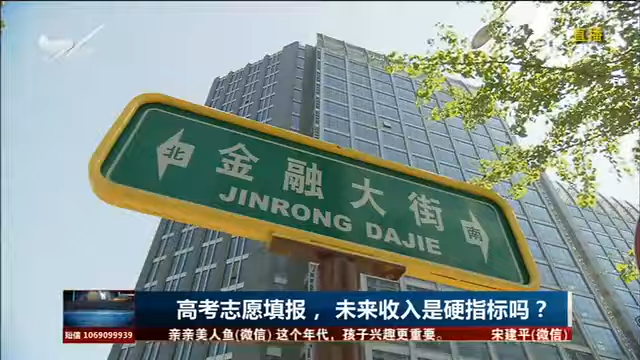 直播
北 金融大街 南
JINRONG DAJIE
高考志愿填报，未来收入是硬指标吗？
短信 1069099939
亲亲美人鱼(微信) 这个年代，孩子兴趣更重要。 宋建平(微信)